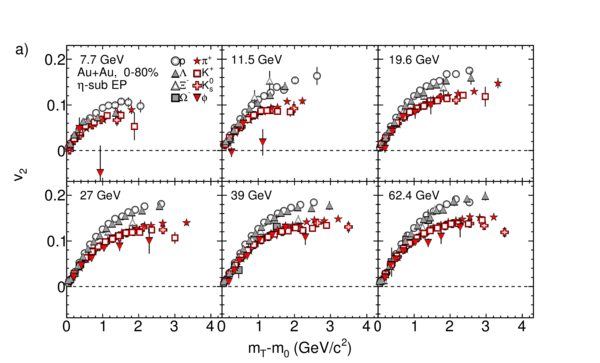 a)
7.7 GeV
Au+Au, 0-80%
η-sub EP
p π⁺
Λ K⁺
Ξ⁻ K⁰ₛ
Ω⁻ φ
11.5 GeV
19.6 GeV
0.2
0.1
0
v₂
27 GeV
39 GeV
62.4 GeV
0.2
0.1
0
0 1 2 3 4 0 1 2 3 4 0 1 2 3 4
m_T-m₀ (GeV/c²)